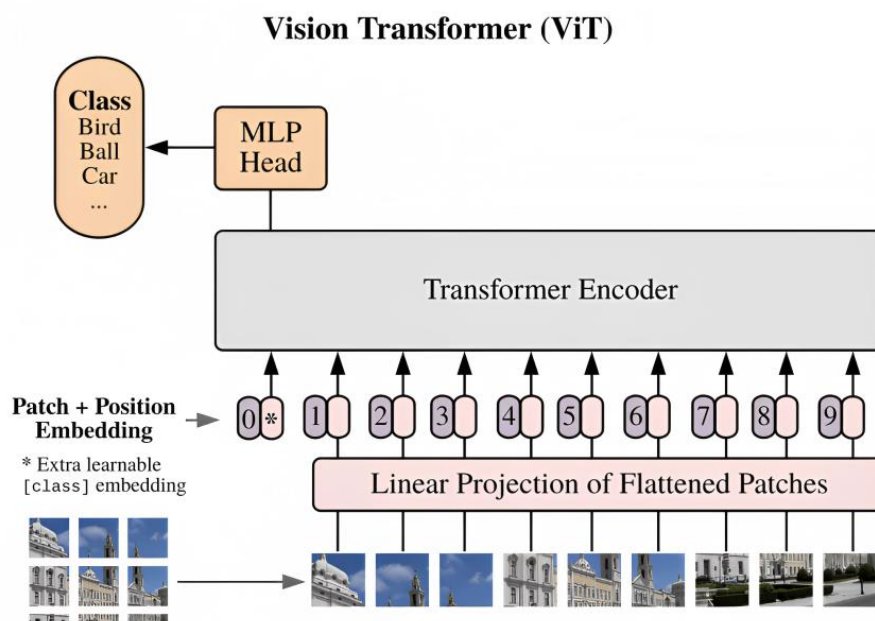 Vision Transformer (ViT)
Class
Bird
Ball
Car
...
MLP
Head
Transformer Encoder
Patch + Position
Embedding
* Extra learnable
[class] embedding
0 * 1 2 3 4 5 6 7 8 9
Linear Projection of Flattened Patches